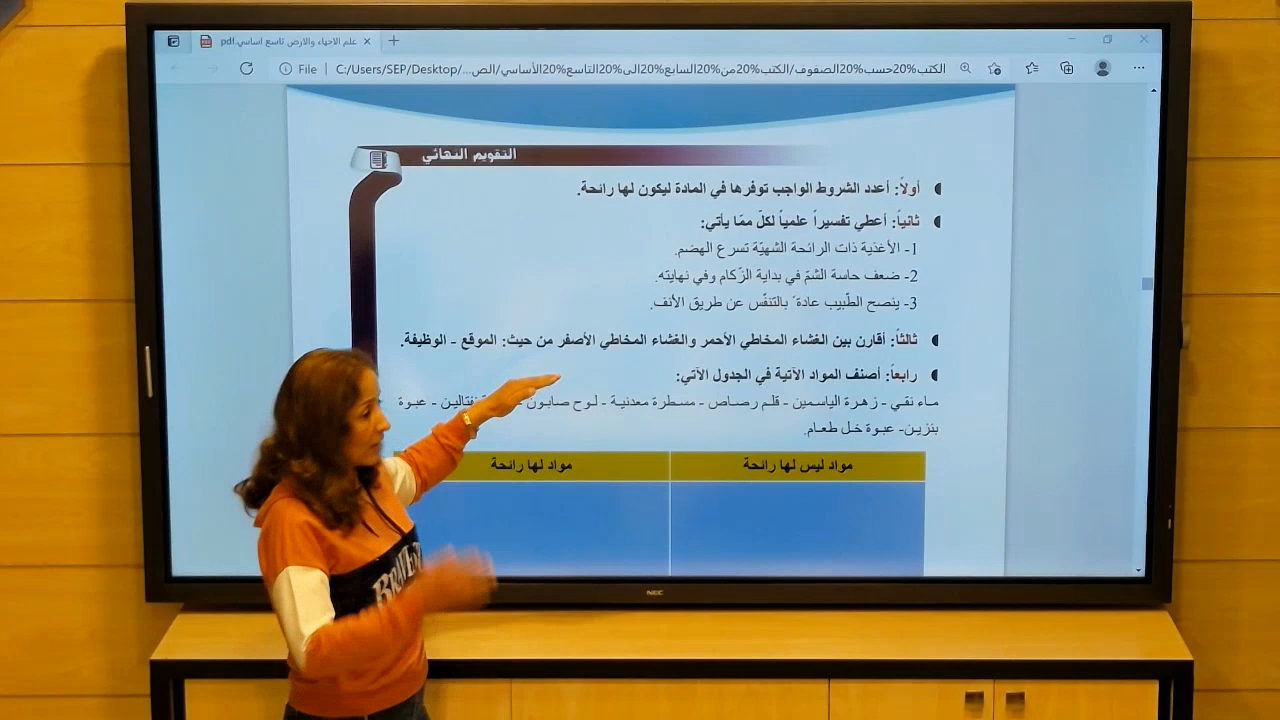 علم الاحياء والارض تاسع اساسي.pdf
File C:/Users/SEP/Desktop/...الكتب%20حسب%20الصفوف/الكتب%20من%20السابع%20الى%20التاسع%20الأساسي/الص
التقويم النهائي
أولاً: أعدد الشروط الواجب توفرها في المادة ليكون لها رائحة.
ثانياً: أعطي تفسيراً علمياً لكلّ ممّا يأتي:
1- الأغذية ذات الرائحة الشهيّة تسرع الهضم.
2- ضعف حاسة الشمّ في بداية الزّكام وفي نهايته.
3- ينصح الطّبيب عادةً بالتنفّس عن طريق الأنف.
ثالثاً: أقارن بين الغشاء المخاطي الأحمر والغشاء المخاطي الأصفر من حيث: الموقع - الوظيفة.
رابعاً: أصنف المواد الآتية في الجدول الآتي:
ماء نقي - زهرة الياسمين - قلم رصاص - مسطرة معدنية - لوح صابون نفتالين - عبوة
بنزين- عبوة خل طعام.
مواد ليس لها رائحة مواد لها رائحة
NEC